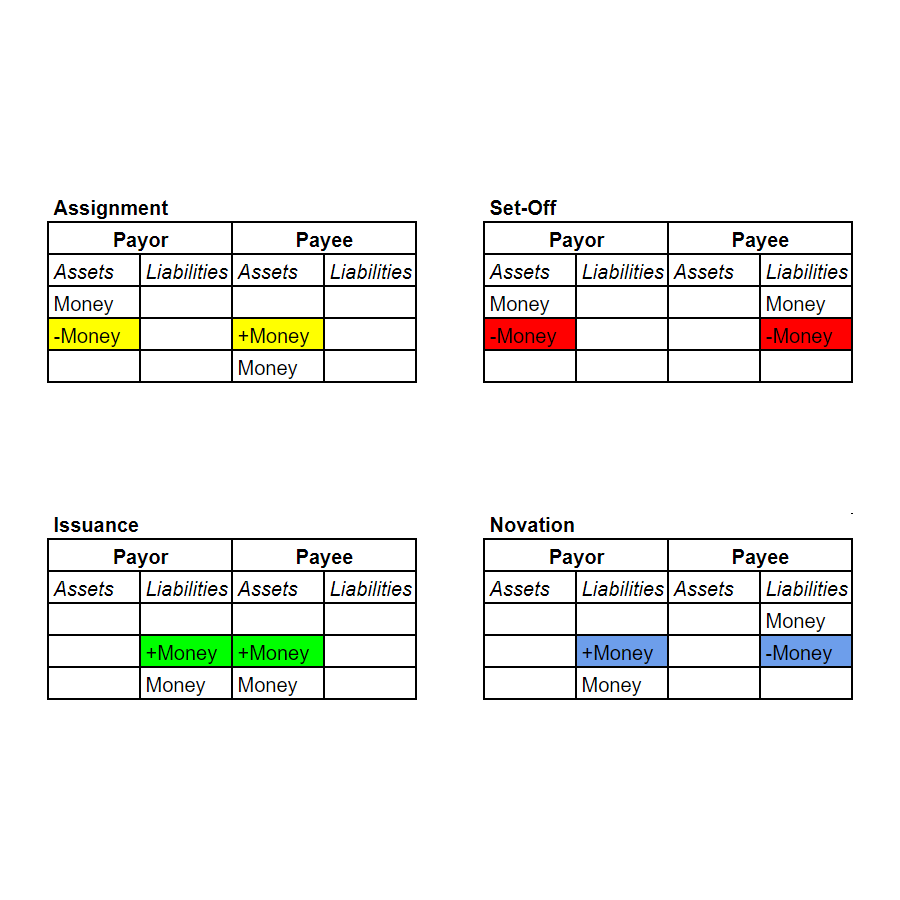 Assignment
Payor Payee
Assets Liabilities Assets Liabilities
Money
-Money +Money
Money
Set-Off
Payor Payee
Assets Liabilities Assets Liabilities
Money Money
-Money -Money
Issuance
Payor Payee
Assets Liabilities Assets Liabilities
+Money +Money
Money Money
Novation
Payor Payee
Assets Liabilities Assets Liabilities
Money
+Money -Money
Money